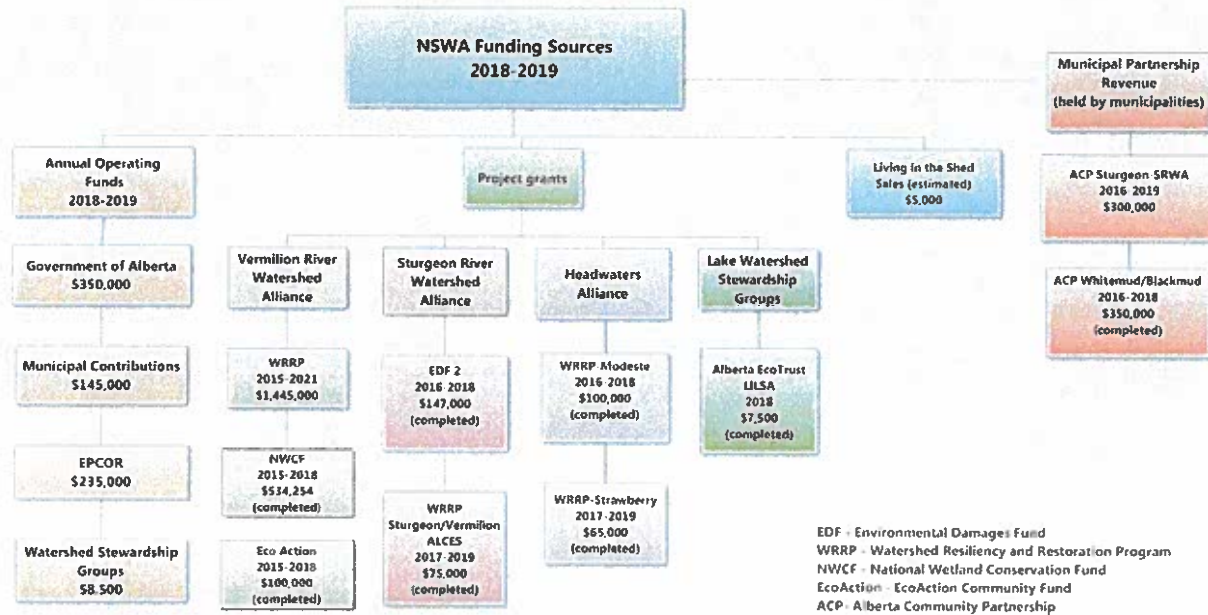 NSWA Funding Sources
2018-2019
Municipal Partnership
Revenue
(held by municipalities)
Annual Operating
Funds
2018-2019
Project grants
Living in the Shed
Sales (estimated)
$5,000
ACP Sturgeon-SRWA
2016-2019
$300,000
Government of Alberta
$350,000
Vermilion River
Watershed
Alliance
Sturgeon River
Watershed
Alliance
Headwaters
Alliance
Lake Watershed
Stewardship
Groups
ACP Whitemud/Blackmud
2016-2018
$350,000
(completed)
Municipal Contributions
$145,000
WRRP
2015-2021
$1,445,000
EDF 2
2016-2018
$147,000
(completed)
WRRP-Modeste
2016-2018
$100,000
(completed)
Alberta EcoTrust
LILSA
2018
$7,500
(completed)
EPCOR
$235,000
NWCF
2015-2018
$534,254
(completed)
WRRP
Sturgeon/Vermilion
ALCES
2017-2019
$75,000
(completed)
WRRP-Strawberry
2017-2019
$65,000
(completed)
Watershed Stewardship
Groups
$8,500
Eco Action
2015-2018
$100,000
(completed)
EDF - Environmental Damages Fund
WRRP - Watershed Resiliency and Restoration Program
NWCF - National Wetland Conservation Fund
EcoAction - EcoAction Community Fund
ACP - Alberta Community Partnership